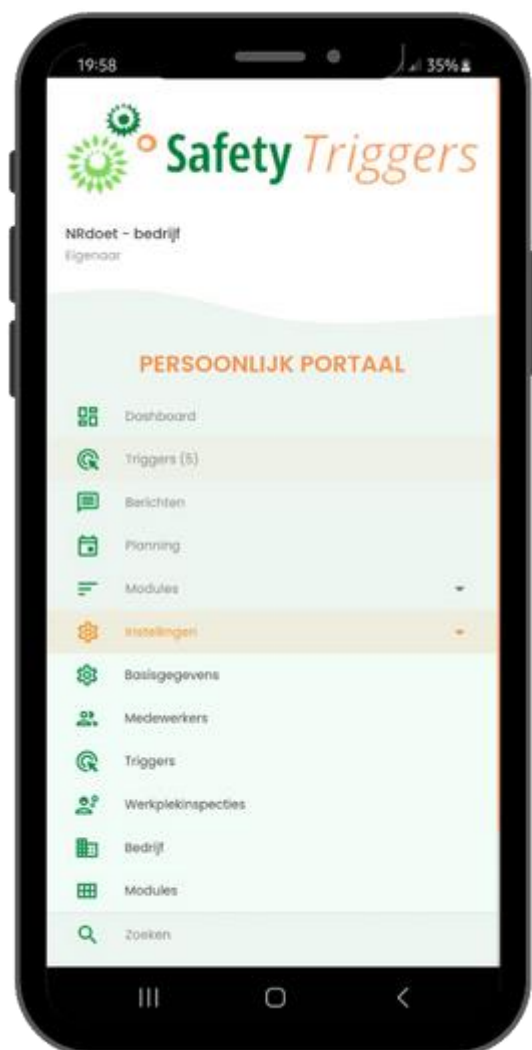 19:58
35%
Safety Triggers
NRdoet - bedrijf
Eigenaar
PERSOONLIJK PORTAAL
Dashboard
Triggers (5)
Berichten
Planning
Modules
Instellingen
Basisgegevens
Medewerkers
Triggers
Werkplekinspecties
Bedrijf
Modules
Zoeken